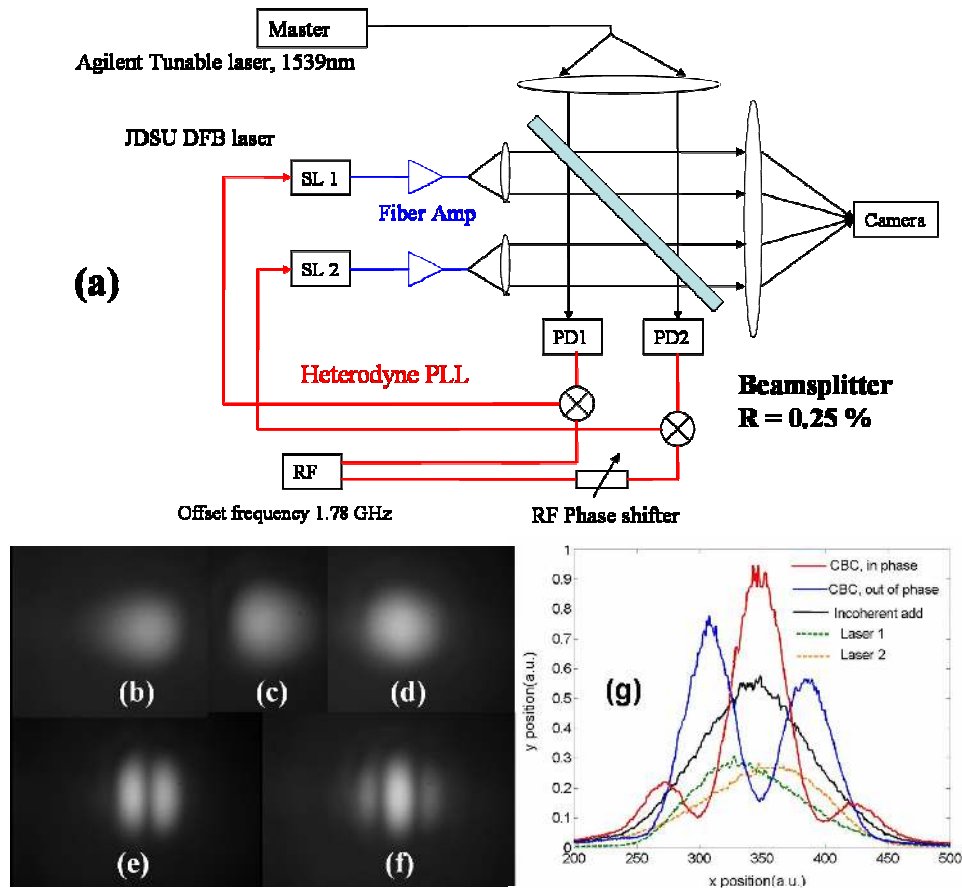 Master
Agilent Tunable laser, 1539nm
JDSU DFB laser
SL 1
Fiber Amp
Camera
SL 2
(a)
PD1
PD2
Heterodyne PLL
Beamsplitter
R = 0.25 %
RF
Offset frequency 1.78 GHz
RF Phase shifter
(b)
(c)
(d)
(e)
(f)
1
0.9
0.8
0.7
0.6
0.5
0.4
0.3
0.2
0.1
0
y position(a.u.)
CBC, in phase
CBC, out of phase
Incoherent add
Laser 1
Laser 2
(g)
200
250
300
350
400
450
500
x position(a.u.)